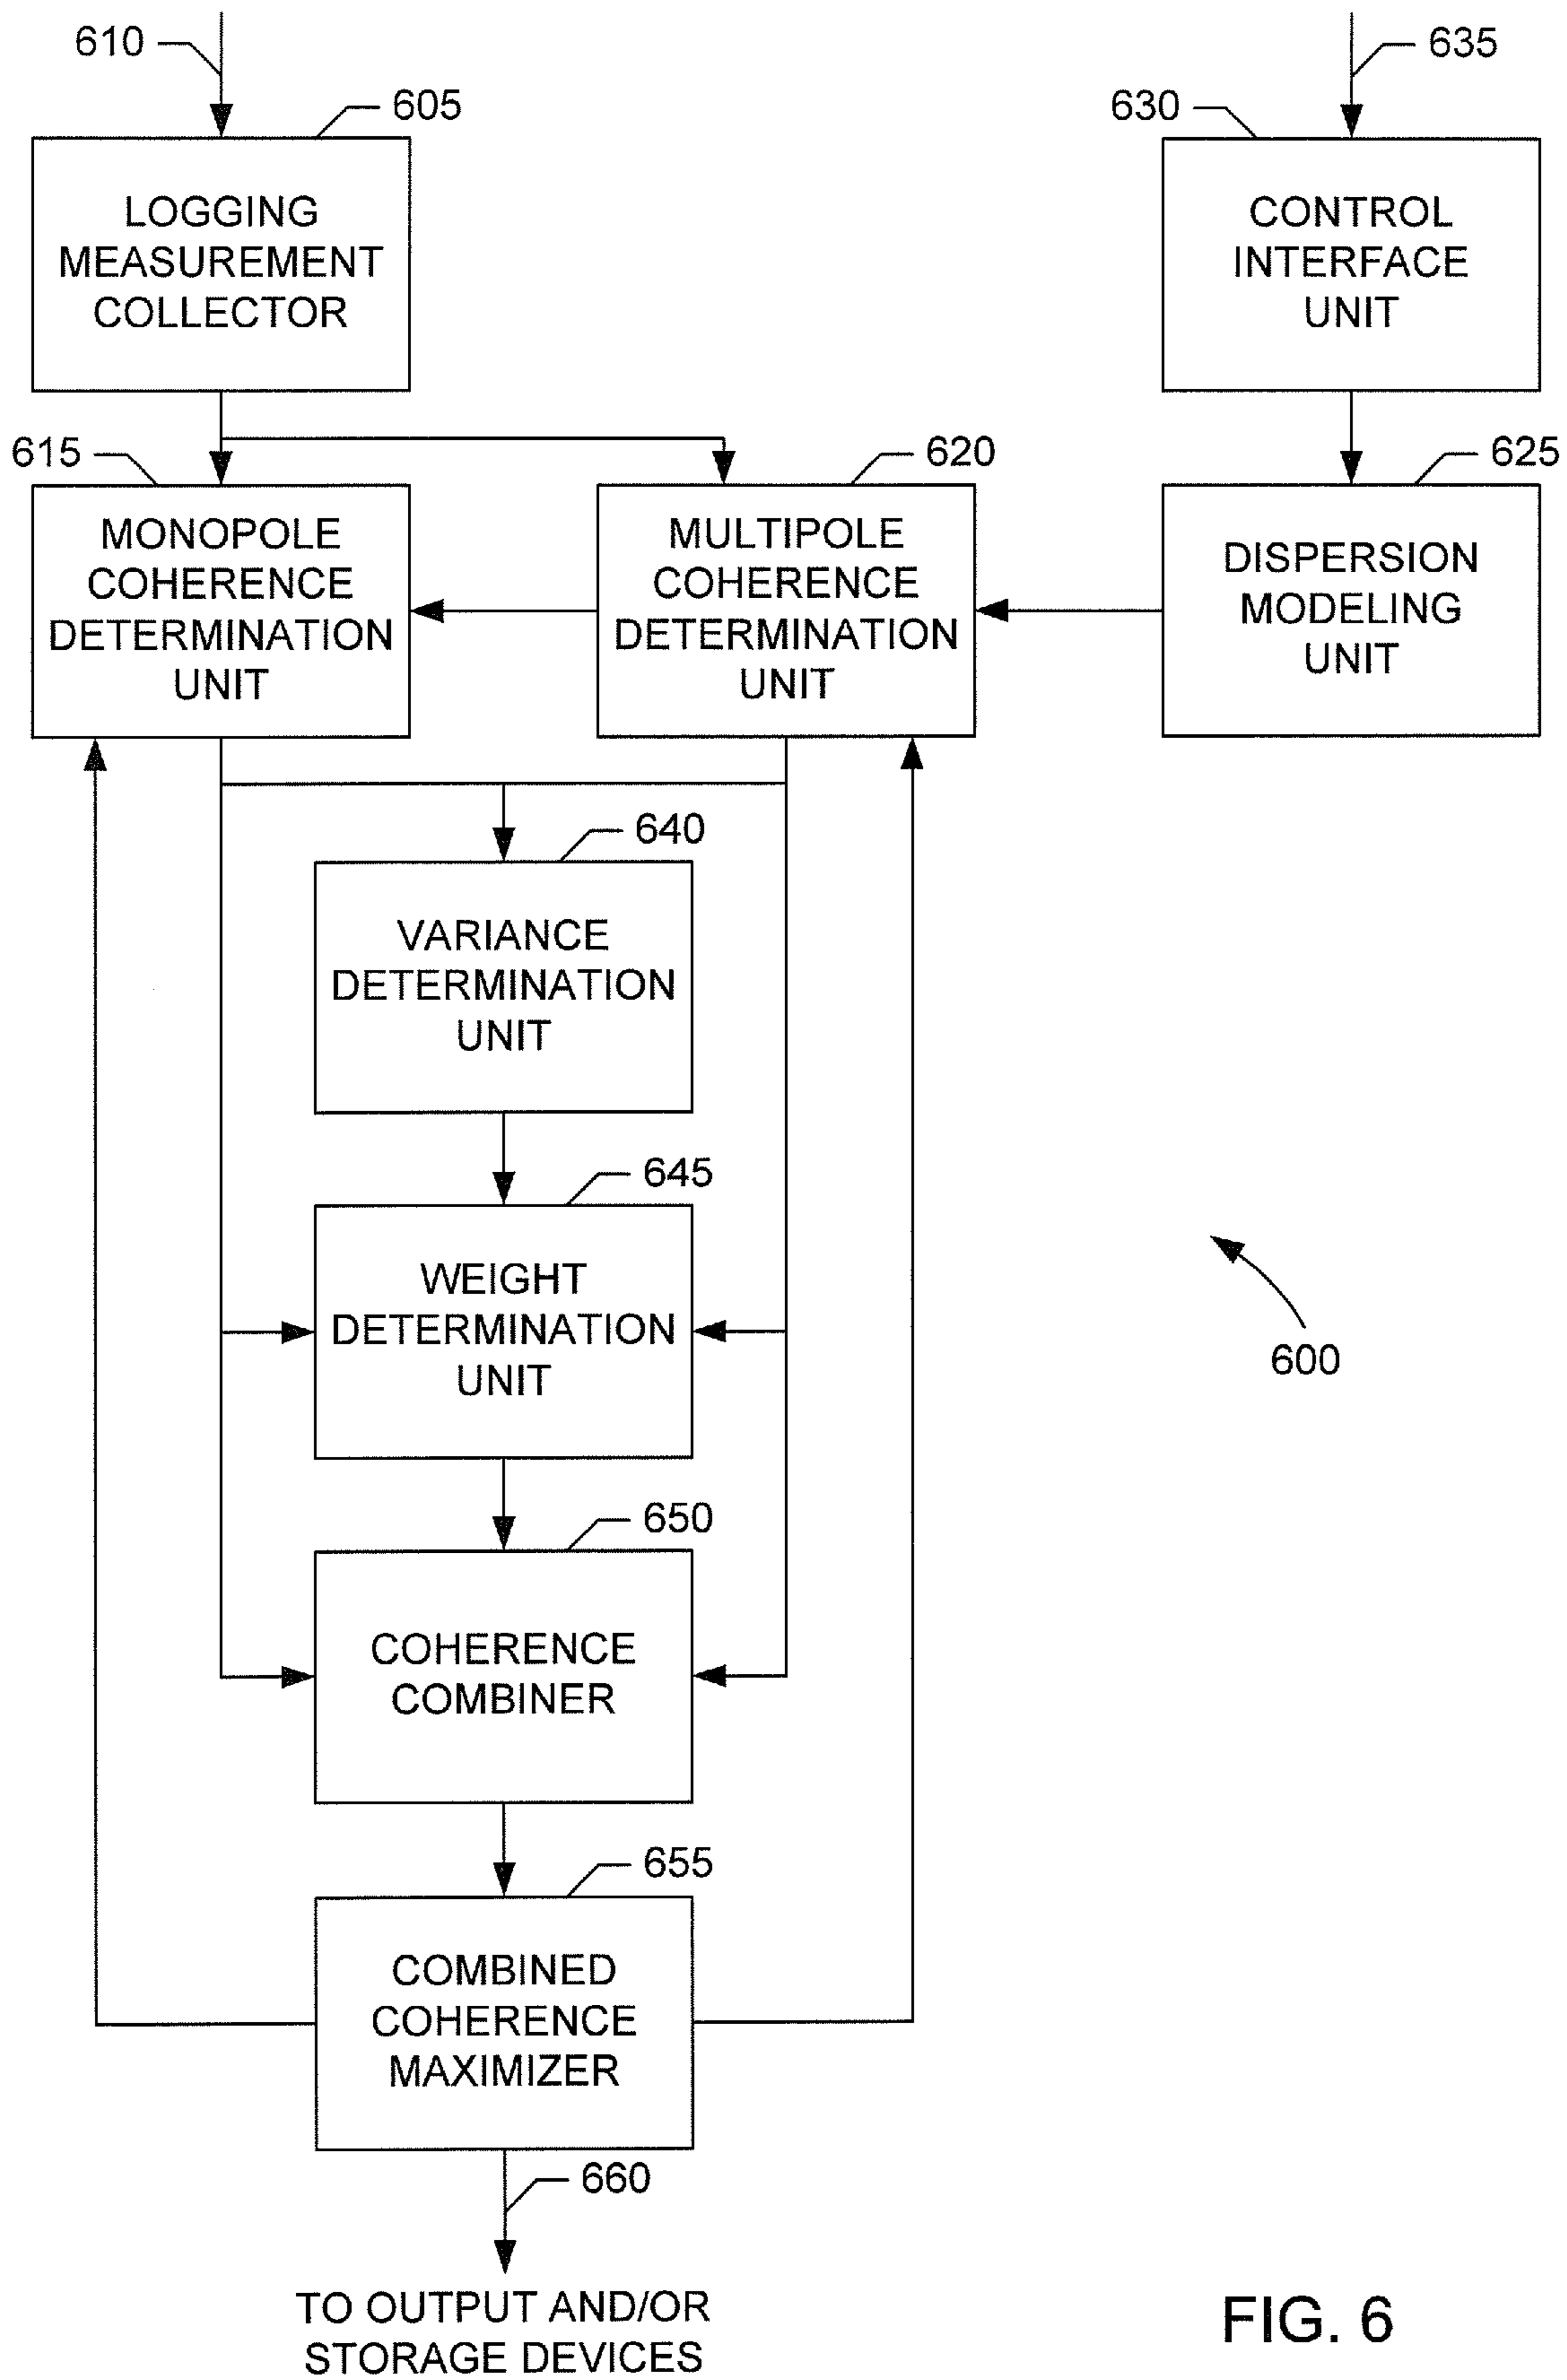 610
635
605
630
LOGGING
MEASUREMENT
COLLECTOR
CONTROL
INTERFACE
UNIT
615
620
625
MONOPOLE
COHERENCE
DETERMINATION
UNIT
MULTIPOLE
COHERENCE
DETERMINATION
UNIT
DISPERSION
MODELING
UNIT
640
VARIANCE
DETERMINATION
UNIT
645
WEIGHT
DETERMINATION
UNIT
600
650
COHERENCE
COMBINER
655
COMBINED
COHERENCE
MAXIMIZER
660
TO OUTPUT AND/OR
STORAGE DEVICES
FIG. 6